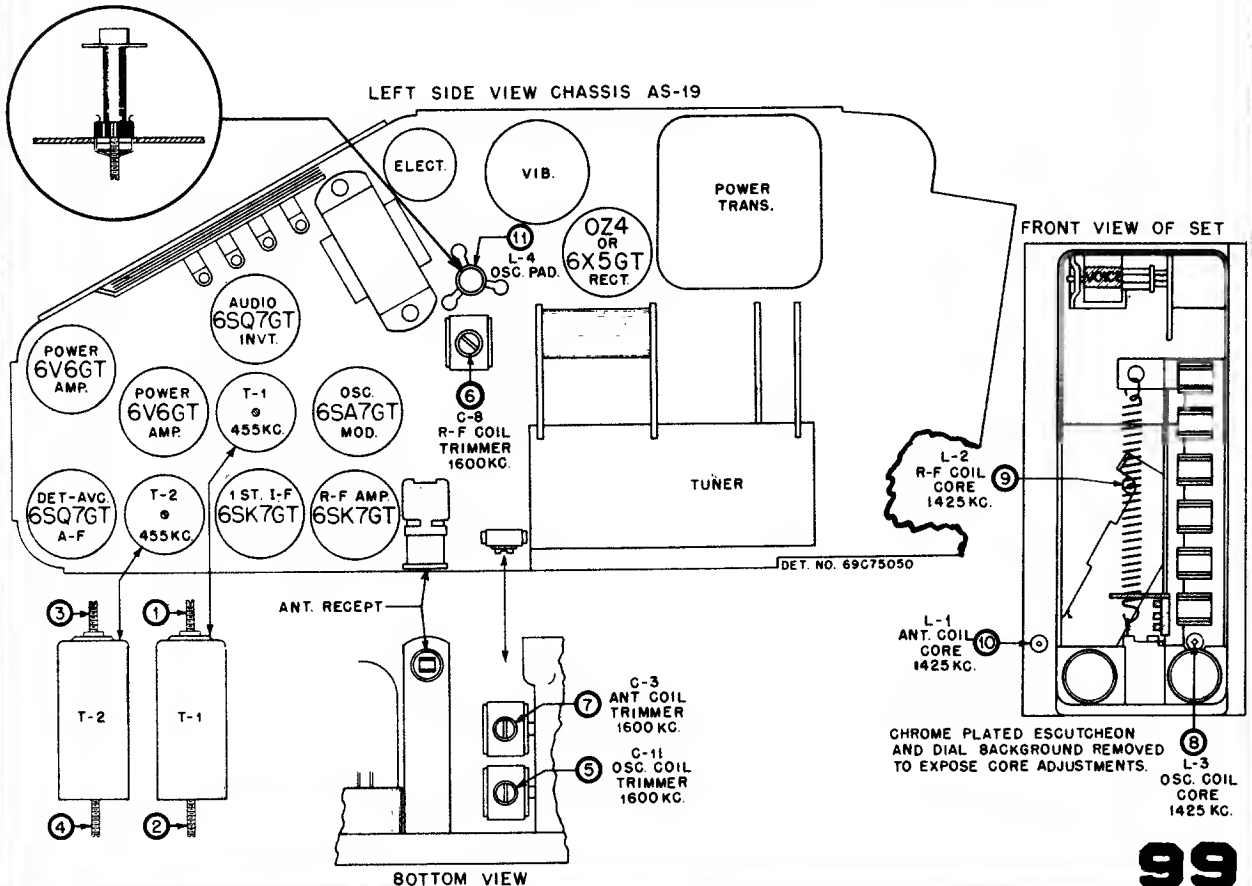 LEFT SIDE VIEW CHASSIS AS-19
ELECT.
VIB.
POWER
TRANS.
OZ4
OR
6X5GT
RECT.
11
L-4
OSC. PAD.
AUDIO
6SQ7GT
INVT.
POWER
6V6GT
AMP.
POWER
6V6GT
AMP.
T-1
455KC.
OSC.
6SA7GT
MOD.
6
C-8
R-F COIL
TRIMMER
1600KC.
DET-AVC.
6SQ7GT
A-F
T-2
455KC.
1 ST. I-F
6SK7GT
R-F AMP.
6SK7GT
TUNER
DET. NO. 69C75050
FRONT VIEW OF SET
VOICE
L-2
R-F COIL
CORE
1425 KC.
9
L-1
ANT. COIL
CORE
1425 KC.
10
CHROME PLATED ESCUTCHEON
AND DIAL BACKGROUND REMOVED
TO EXPOSE CORE ADJUSTMENTS.
8
L-3
OSC. COIL
CORE
1425 KC.
3
T-2
4
1
T-1
2
ANT. RECEPT
C-3
ANT COIL
TRIMMER
1600 KC.
7
C-11
OSC. COIL
TRIMMER
1600 KC.
5
BOTTOM VIEW
99